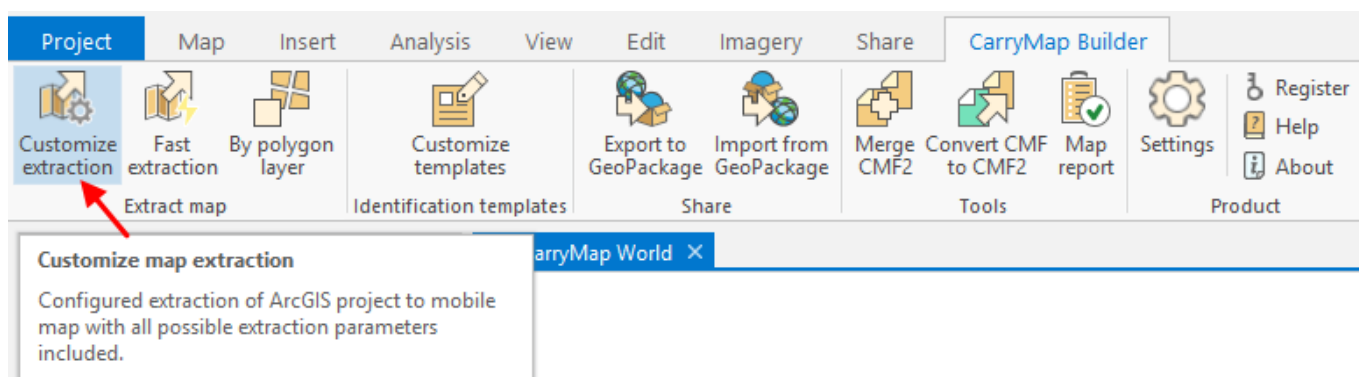 Project Map Insert Analysis View Edit Imagery Share CarryMap Builder
Customize extraction
Fast extraction
By polygon layer
Extract map
Customize templates
Identification templates
Export to GeoPackage
Import from GeoPackage
Share
Merge CMF2
Convert CMF to CMF2
Map report
Tools
Settings
Register
Help
About
Product
arryMap World ×
Customize map extraction
Configured extraction of ArcGIS project to mobile
map with all possible extraction parameters
included.